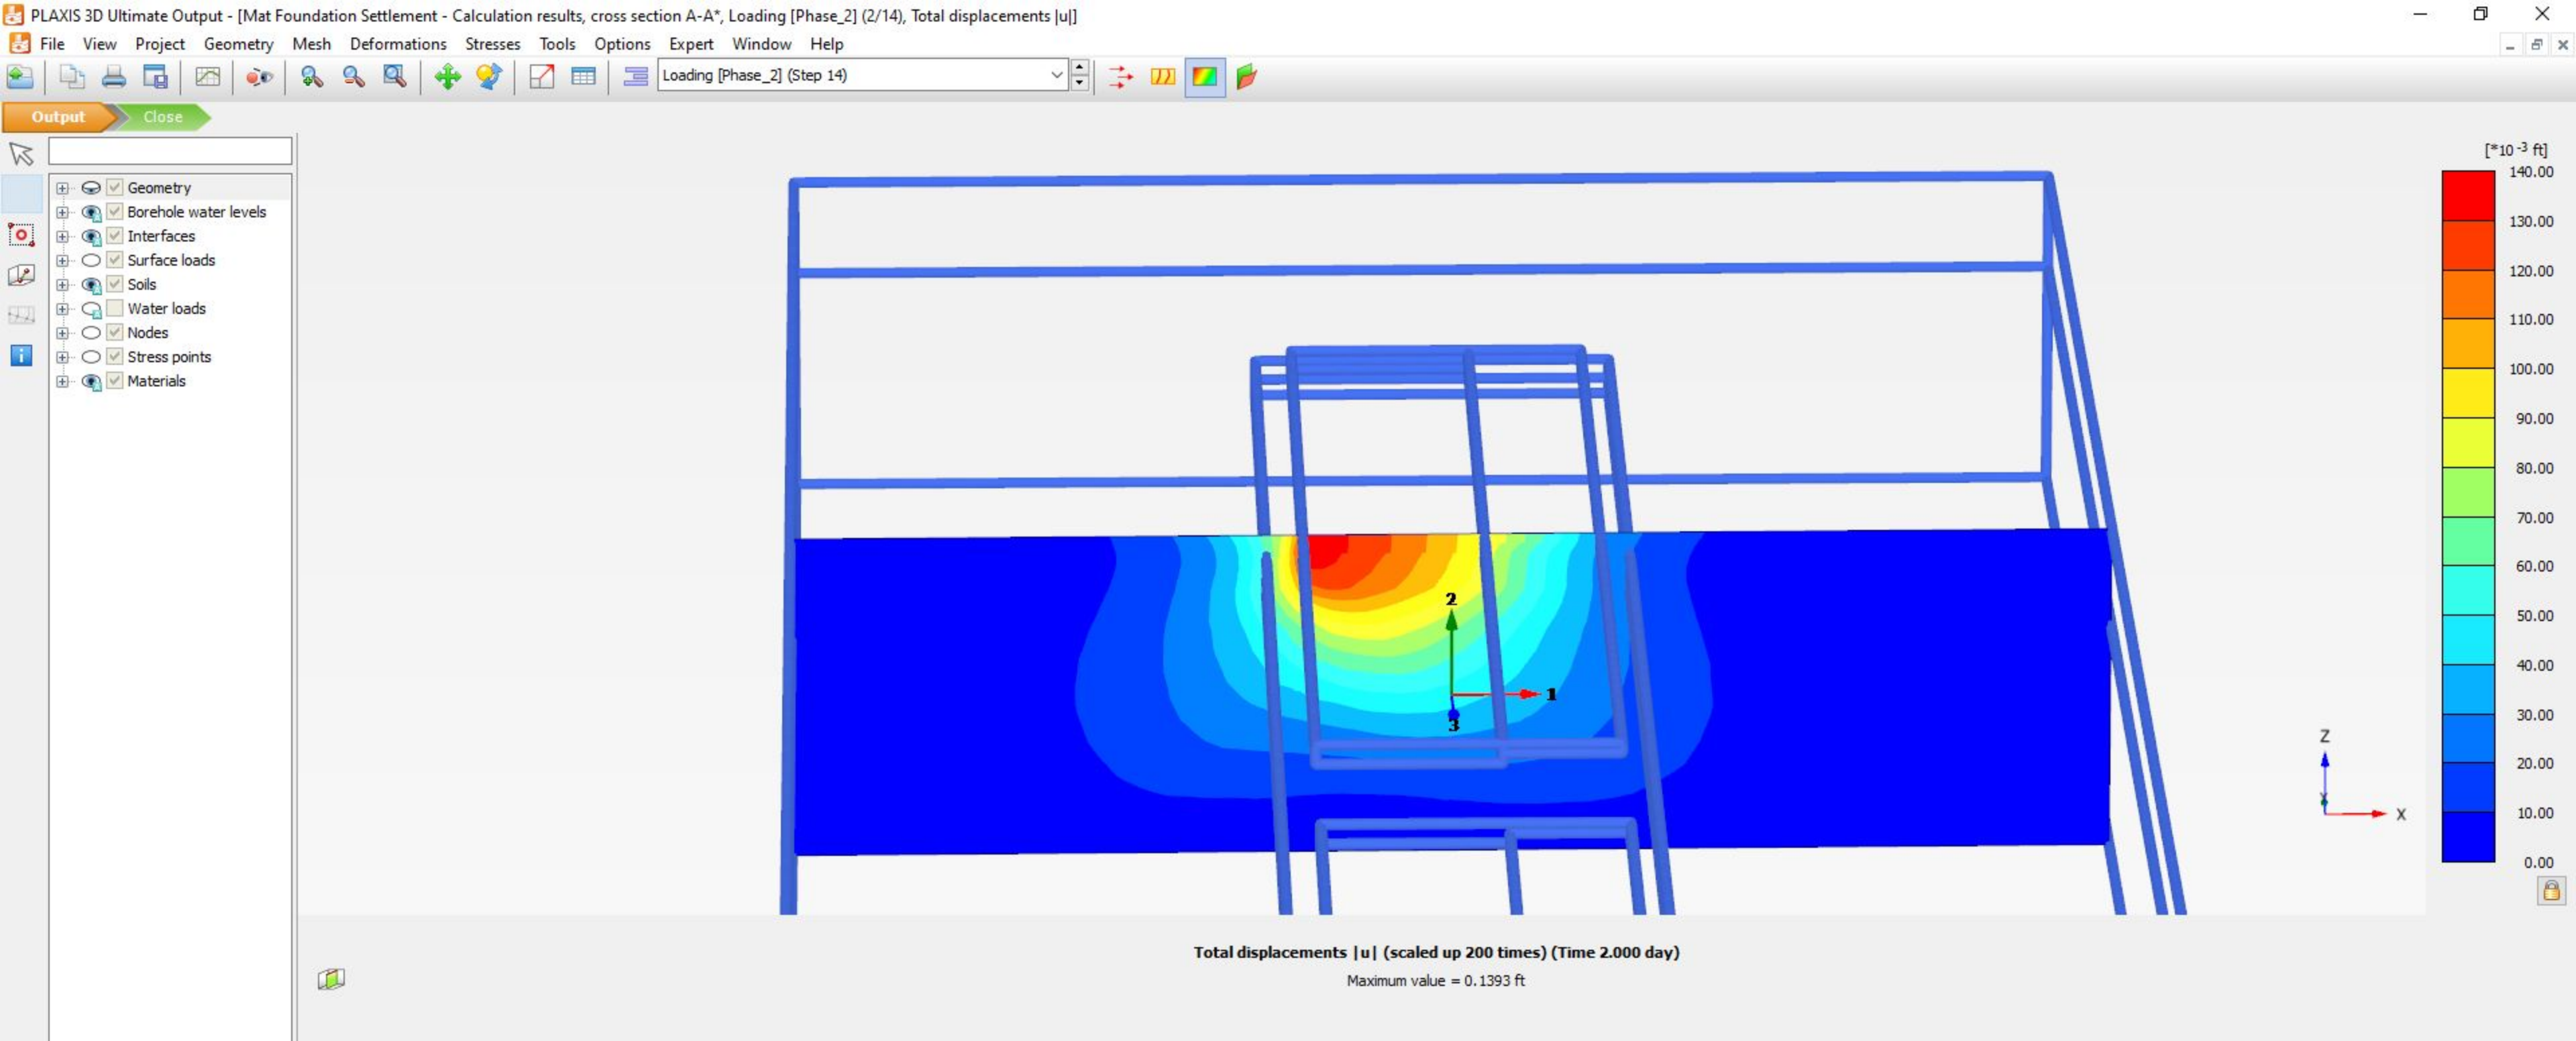 PLAXIS 3D Ultimate Output - [Mat Foundation Settlement - Calculation results, cross section A-A*, Loading [Phase_2] (2/14), Total displacements |u|]
File View Project Geometry Mesh Deformations Stresses Tools Options Expert Window Help
Loading [Phase_2] (Step 14)
Output Close
Geometry
Borehole water levels
Interfaces
Surface loads
Soils
Water loads
Nodes
Stress points
Materials
2
1
3
Z
Y
X
[*10 -3 ft]
140.00
130.00
120.00
110.00
100.00
90.00
80.00
70.00
60.00
50.00
40.00
30.00
20.00
10.00
0.00
Total displacements |u| (scaled up 200 times) (Time 2.000 day)
Maximum value = 0.1393 ft